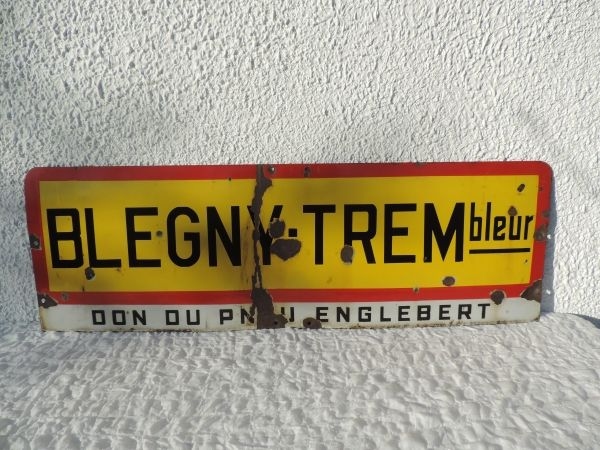 BLEGNY-TREMbleur
DON DU PNEU ENGLEBERT